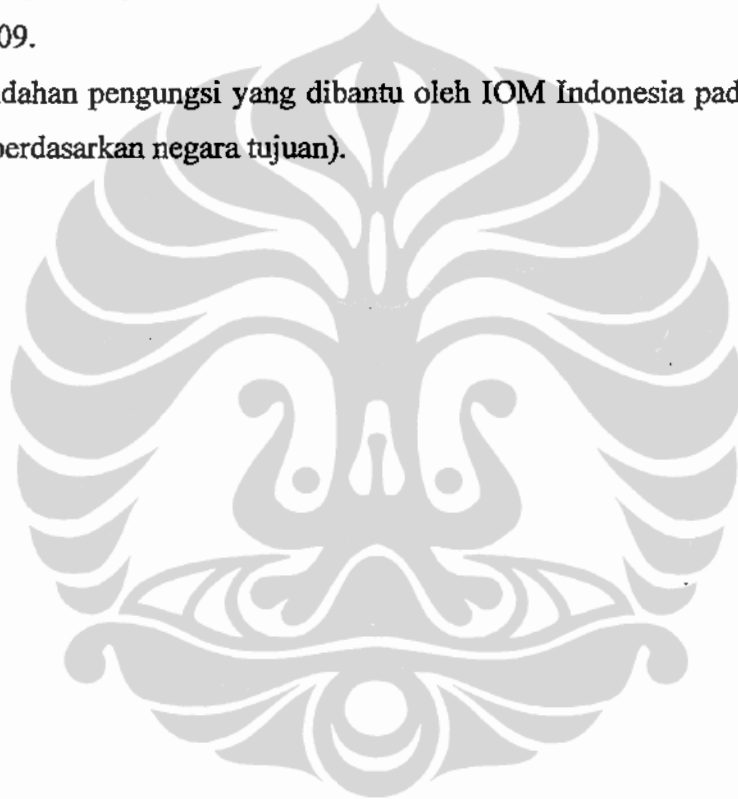 09.
dahan pengungsi yang dibantu oleh IOM Indonesia pad
berdasarkan negara tujuan).